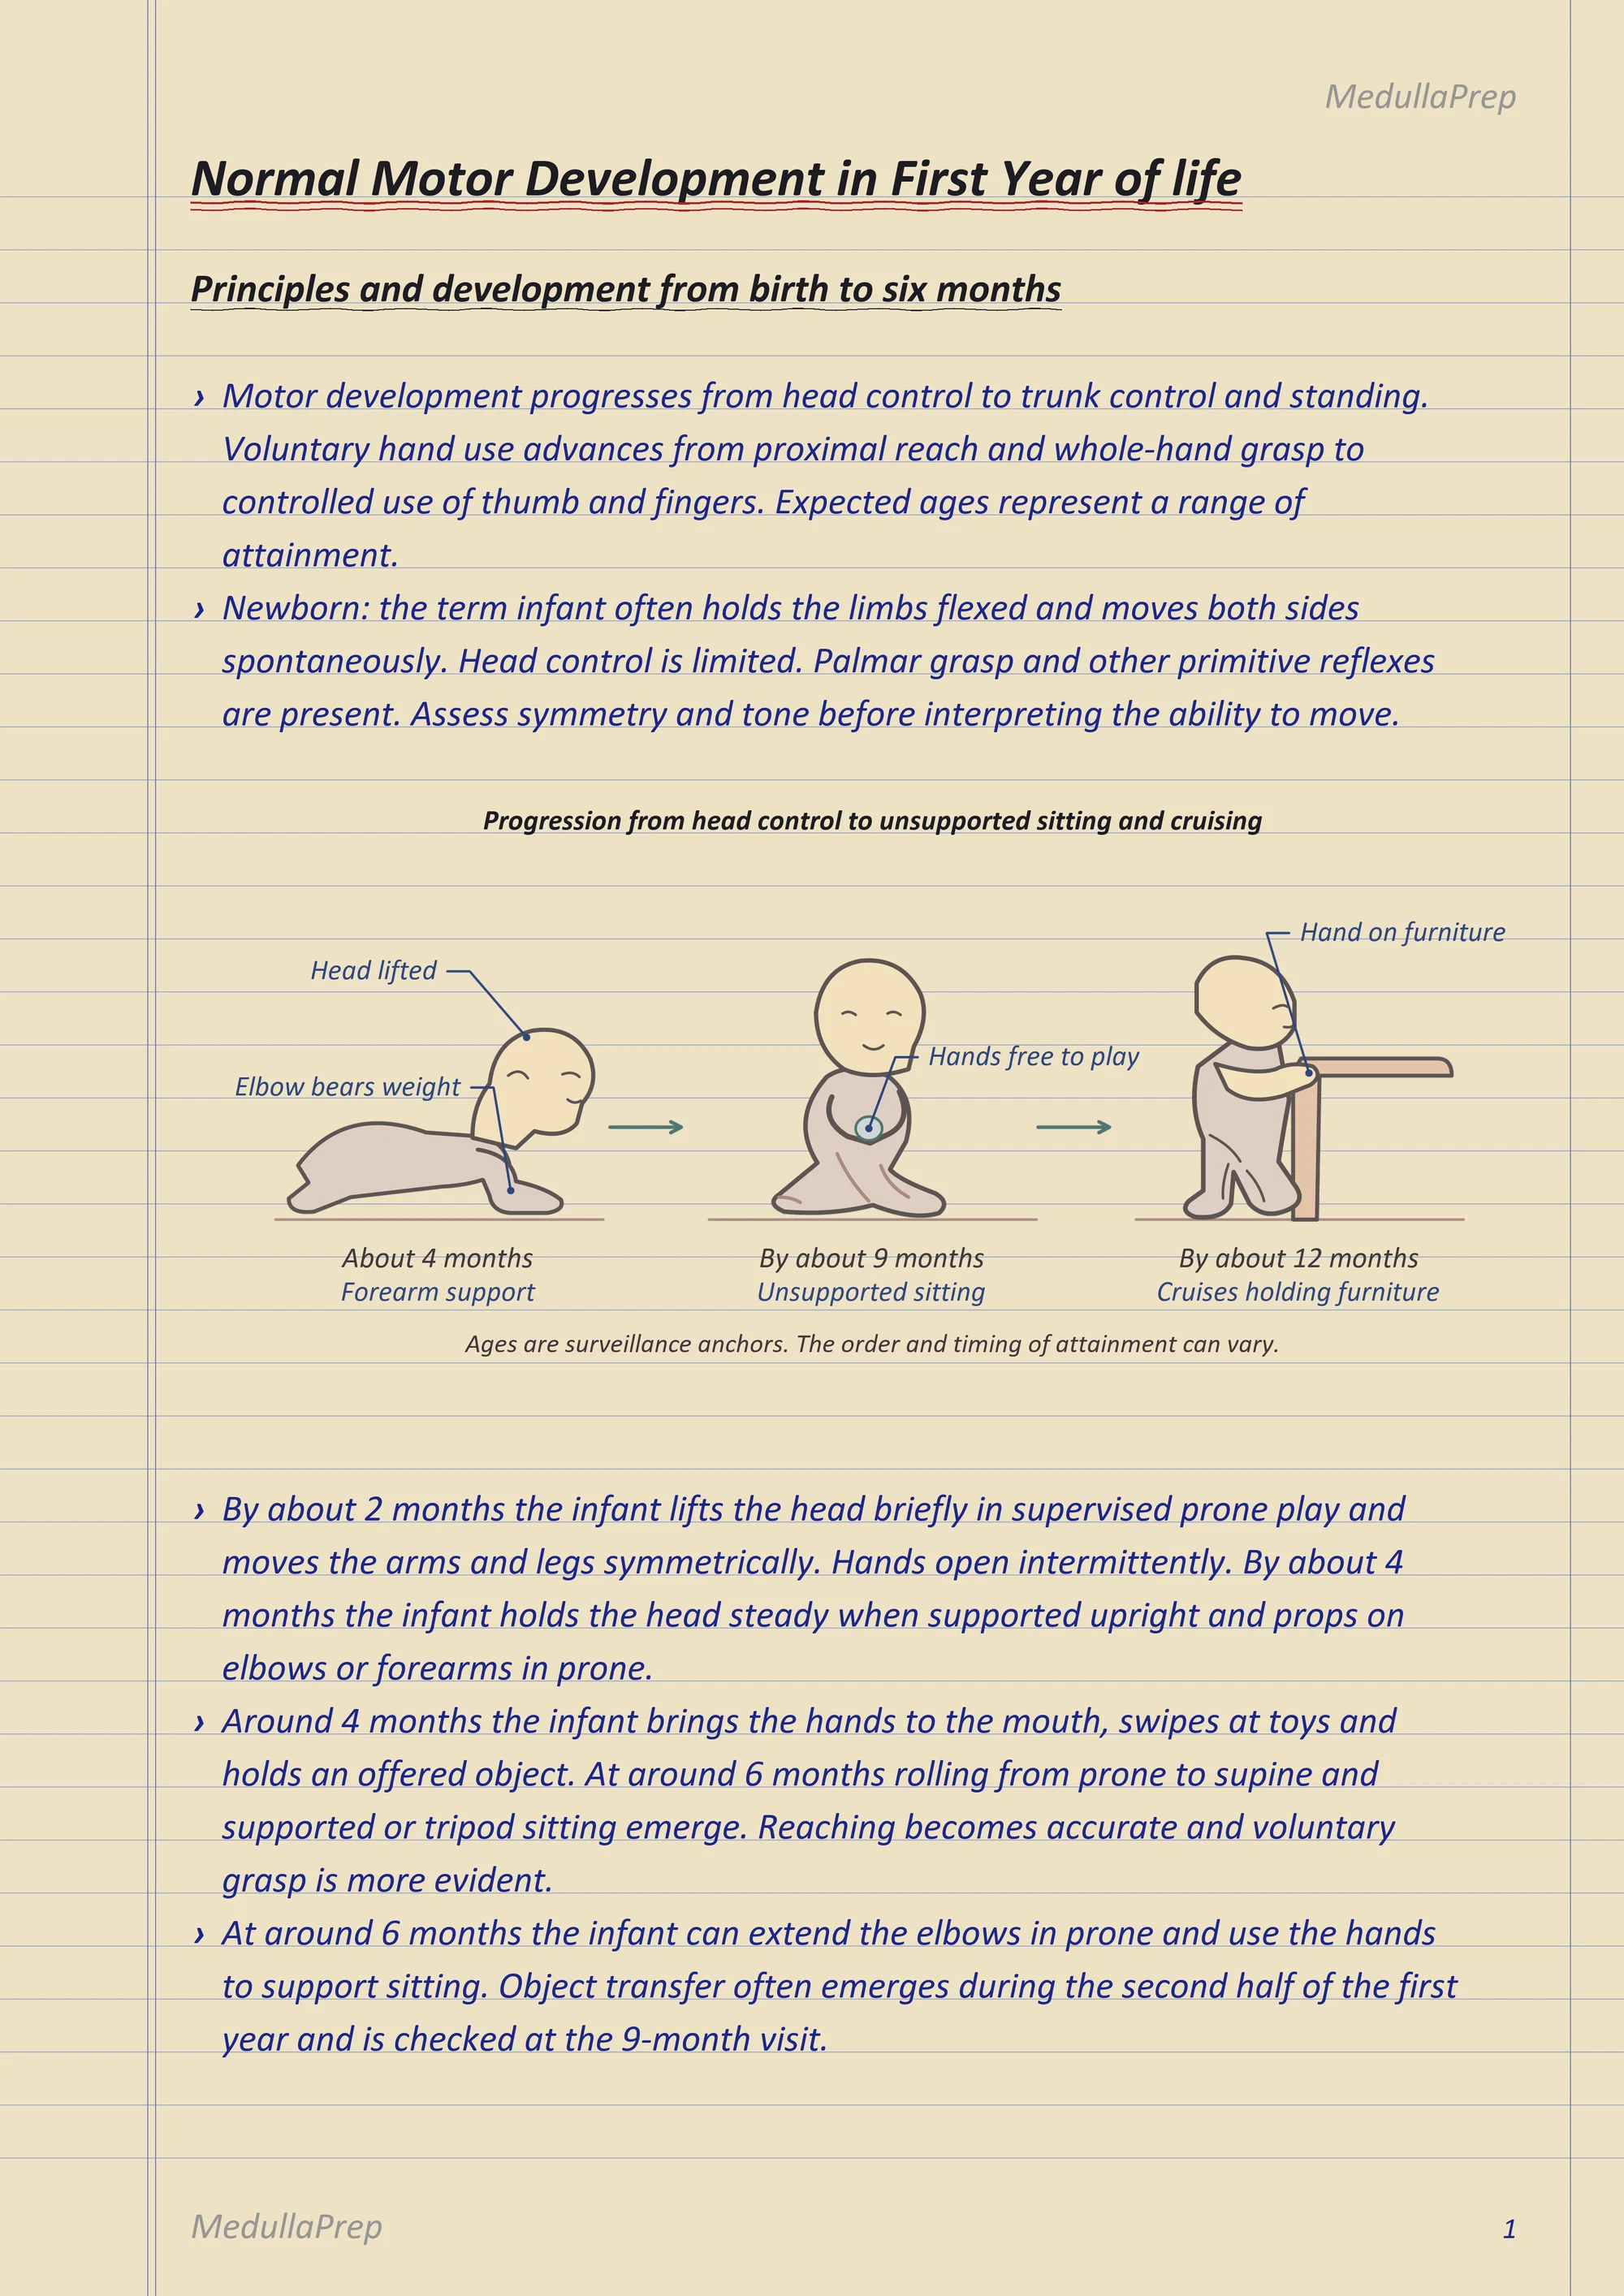 MedullaPrep
Normal Motor Development in First Year of life
Principles and development from birth to six months
› Motor development progresses from head control to trunk control and standing.
Voluntary hand use advances from proximal reach and whole-hand grasp to
controlled use of thumb and fingers. Expected ages represent a range of
attainment.
› Newborn: the term infant often holds the limbs flexed and moves both sides
spontaneously. Head control is limited. Palmar grasp and other primitive reflexes
are present. Assess symmetry and tone before interpreting the ability to move.
Progression from head control to unsupported sitting and cruising
Hand on furniture
Head lifted
Hands free to play
Elbow bears weight
About 4 months
Forearm support
By about 9 months
Unsupported sitting
By about 12 months
Cruises holding furniture
Ages are surveillance anchors. The order and timing of attainment can vary.
› By about 2 months the infant lifts the head briefly in supervised prone play and
moves the arms and legs symmetrically. Hands open intermittently. By about 4
months the infant holds the head steady when supported upright and props on
elbows or forearms in prone.
› Around 4 months the infant brings the hands to the mouth, swipes at toys and
holds an offered object. At around 6 months rolling from prone to supine and
supported or tripod sitting emerge. Reaching becomes accurate and voluntary
grasp is more evident.
› At around 6 months the infant can extend the elbows in prone and use the hands
to support sitting. Object transfer often emerges during the second half of the first
year and is checked at the 9-month visit.
MedullaPrep
1